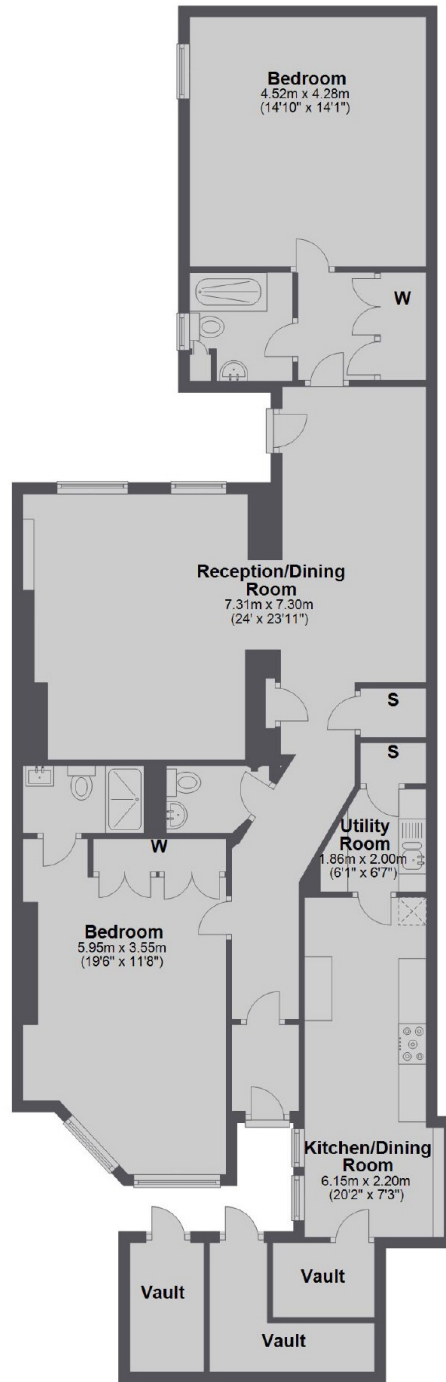 Bedroom
4.52m x 4.28m
(14'10" x 14'1")
W
Reception/Dining
Room
7.31m x 7.30m
(24' x 23'11")
S
S
Utility
Room
1.86m x 2.00m
(6'1" x 6'7")
W
Bedroom
5.95m x 3.55m
(19'6" x 11'8")
Kitchen/Dining
Room
6.15m x 2.20m
(20'2" x 7'3")
Vault
Vault
Vault